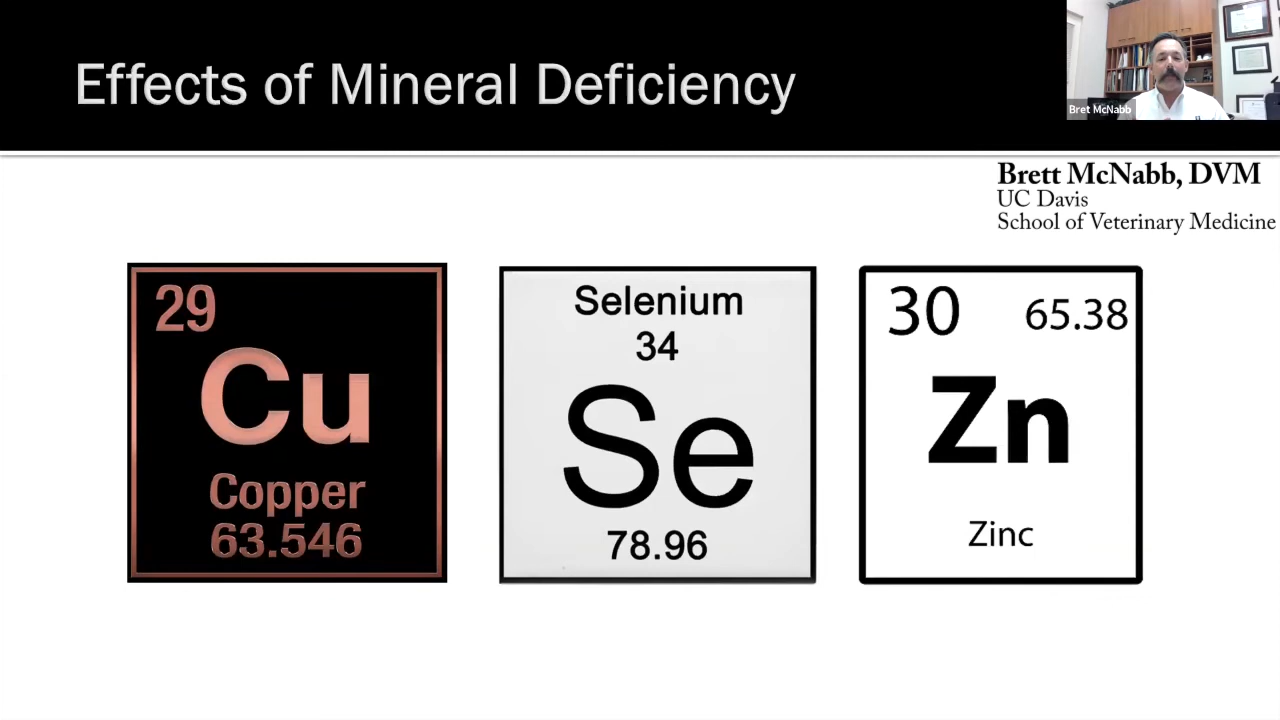 Effects of Mineral Deficiency
Bret McNabb
Brett McNabb, DVM
UC Davis
School of Veterinary Medicine
29
Cu
Copper
63.546
Selenium
34
Se
78.96
30 65.38
Zn
Zinc